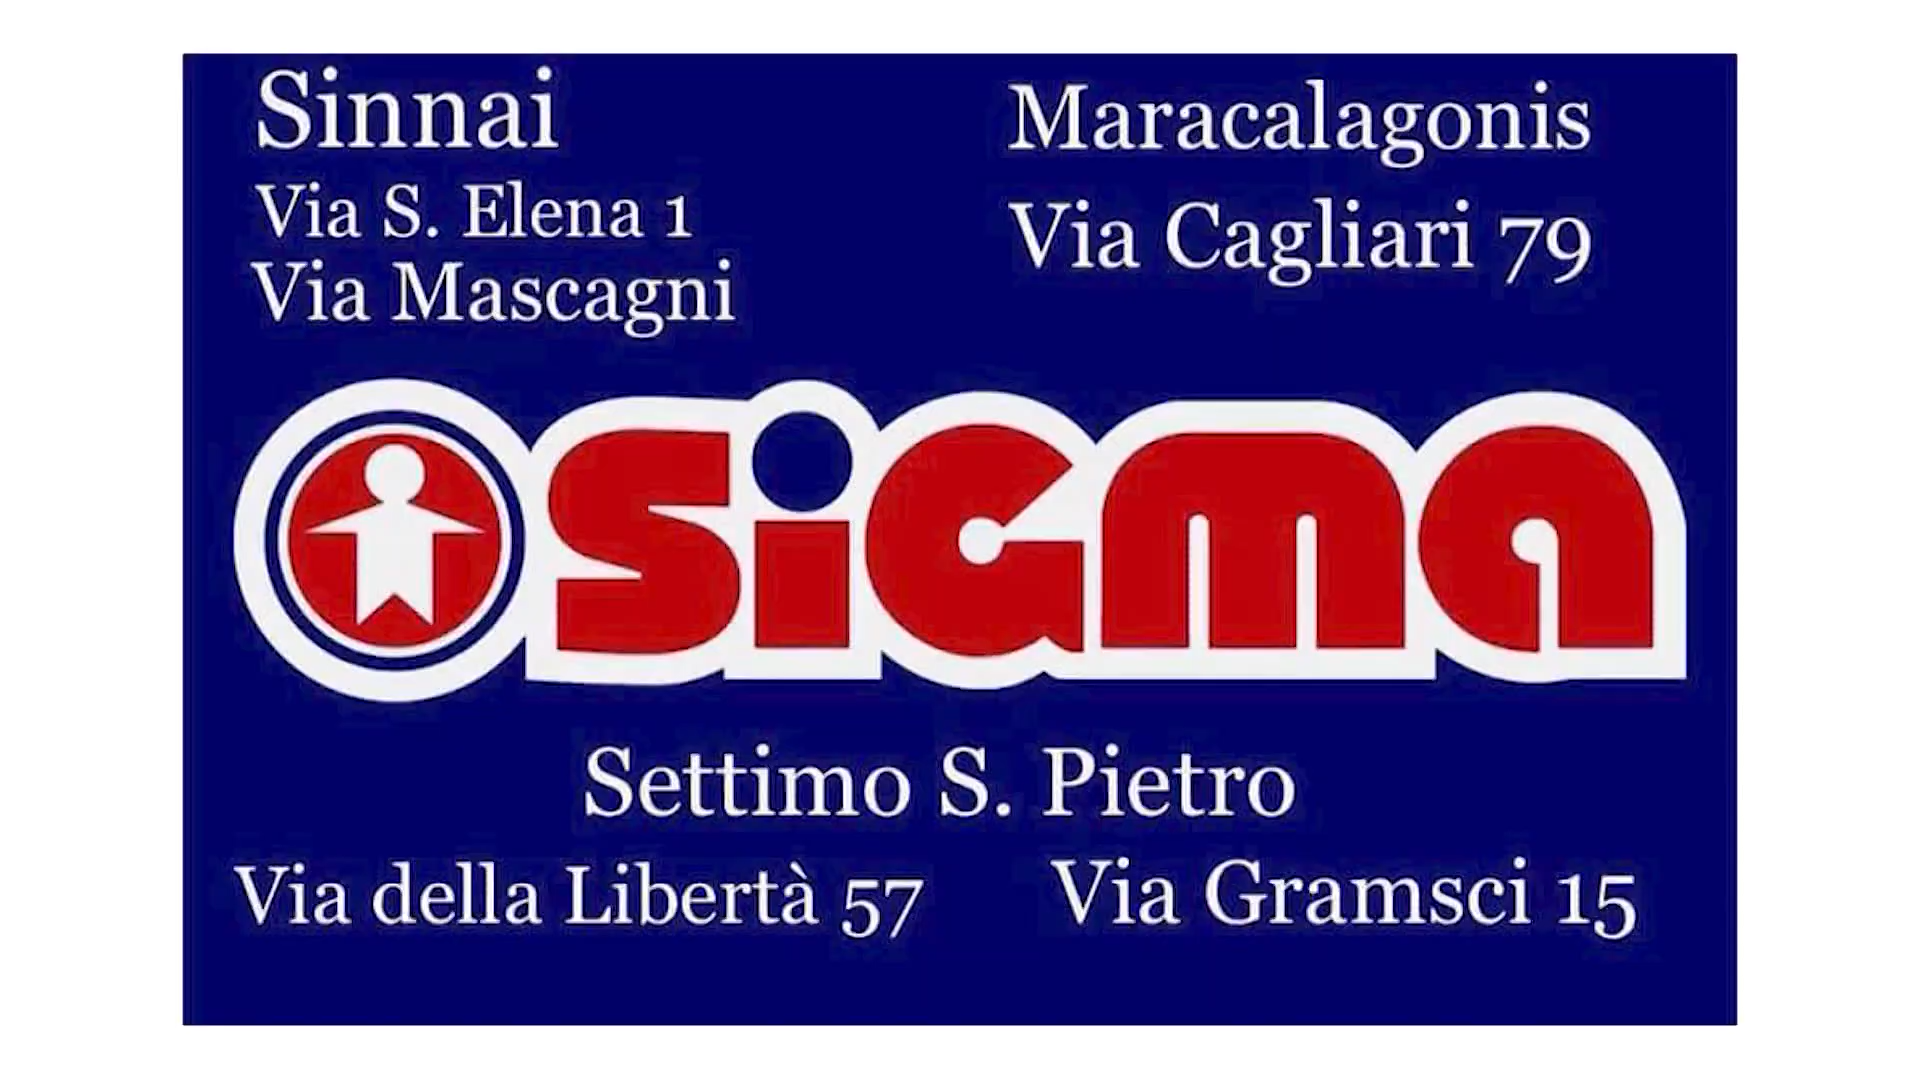 Sinnai
Via S. Elena 1
Via Mascagni
Maracalagonis
Via Cagliari 79
sigma
Settimo S. Pietro
Via della Libertà 57
Via Gramsci 15